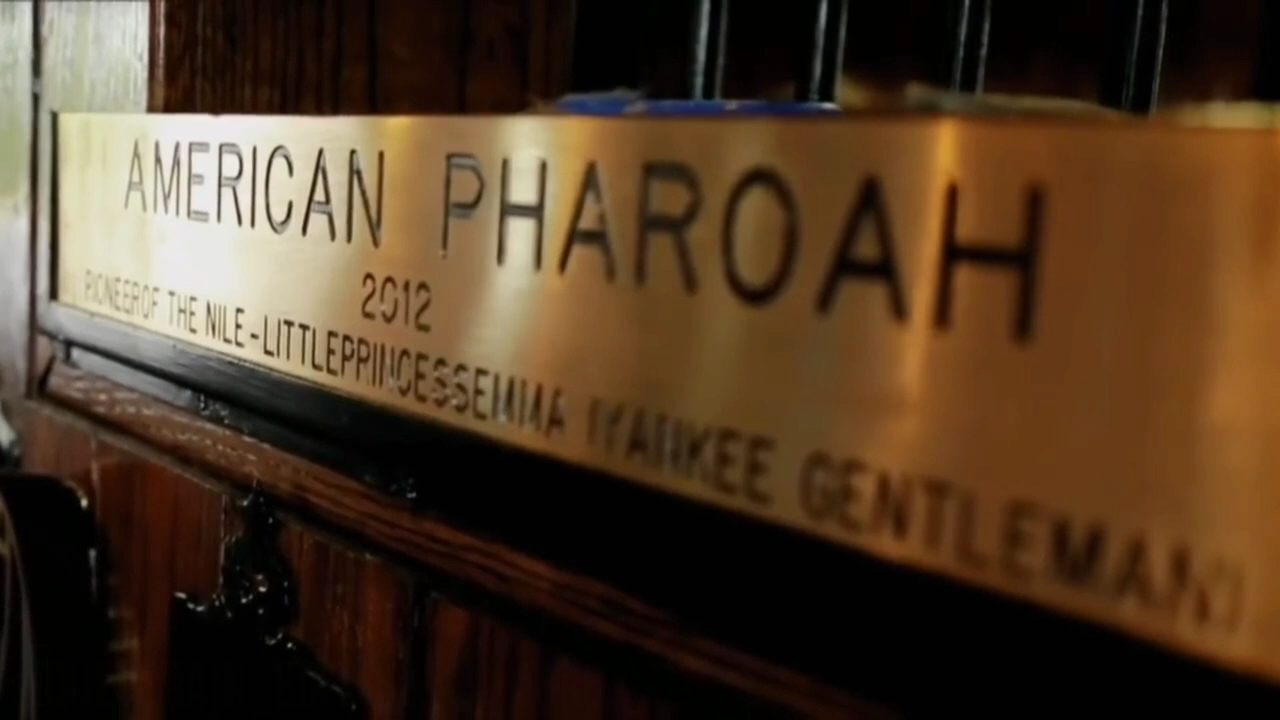 AMERICAN PHAROAH
2012
PIONEEROF THE NILE-LITTLEPRINCESSEMMA (YANKEE GENTLEMAN)